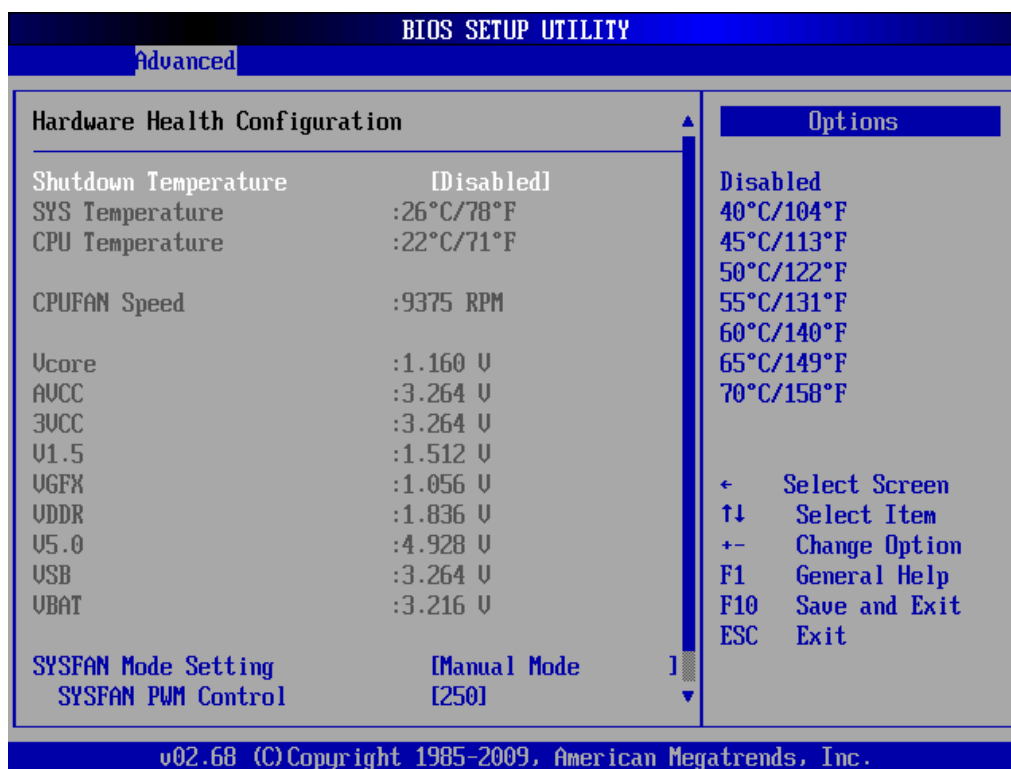 BIOS SETUP UTILITY
Advanced
Hardware Health Configuration
Shutdown Temperature [Disabled]
SYS Temperature :26°C/78°F
CPU Temperature :22°C/71°F
CPUFAN Speed :9375 RPM
Vcore :1.160 V
AVCC :3.264 V
3VCC :3.264 V
V1.5 :1.512 V
VGFX :1.056 V
VDDR :1.836 V
V5.0 :4.928 V
VSB :3.264 V
VBAT :3.216 V
SYSFAN Mode Setting [Manual Mode ]
SYSFAN PWM Control [250]
Options
Disabled
40°C/104°F
45°C/113°F
50°C/122°F
55°C/131°F
60°C/140°F
65°C/149°F
70°C/158°F
← Select Screen
↑↓ Select Item
+- Change Option
F1 General Help
F10 Save and Exit
ESC Exit
v02.68 (C)Copyright 1985-2009, American Megatrends, Inc.